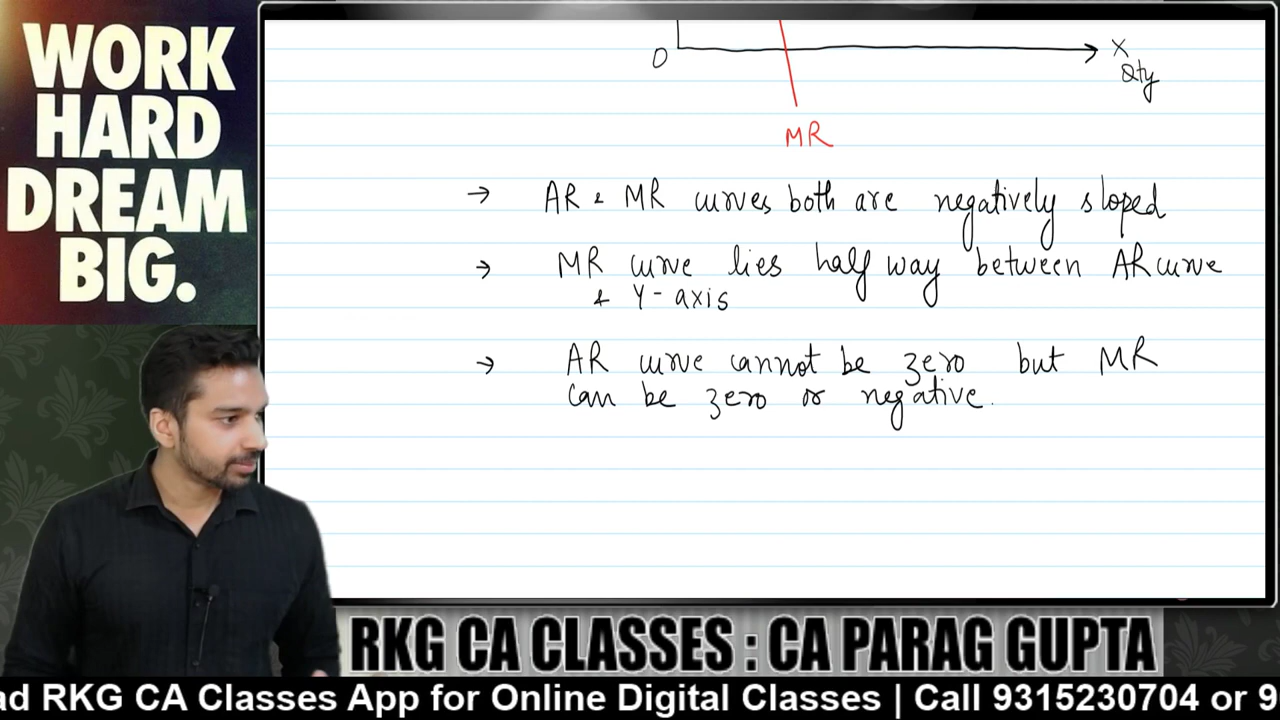 WORK
HARD
DREAM
BIG.
O
X
Qty
MR
→ AR & MR curves both are negatively sloped
→ MR curve lies half way between AR curve
& Y-axis
→ AR curve cannot be zero but MR
can be zero or negative.
RKG CA CLASSES : CA PARAG GUPTA
ad RKG CA Classes App for Online Digital Classes | Call 9315230704 or 9